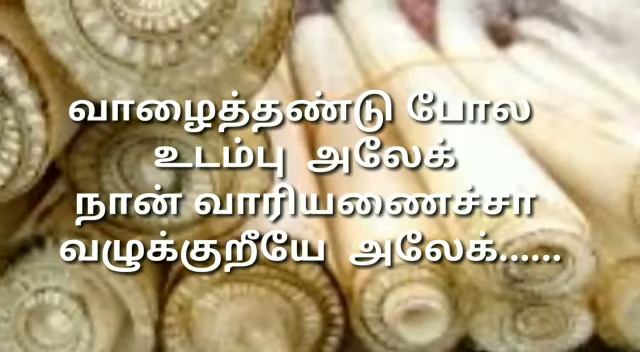 வாழைத்தண்டு போல
உடம்பு அலேக்
நான் வாரியணைச்சா
வழுக்குறீயே அலேக்......